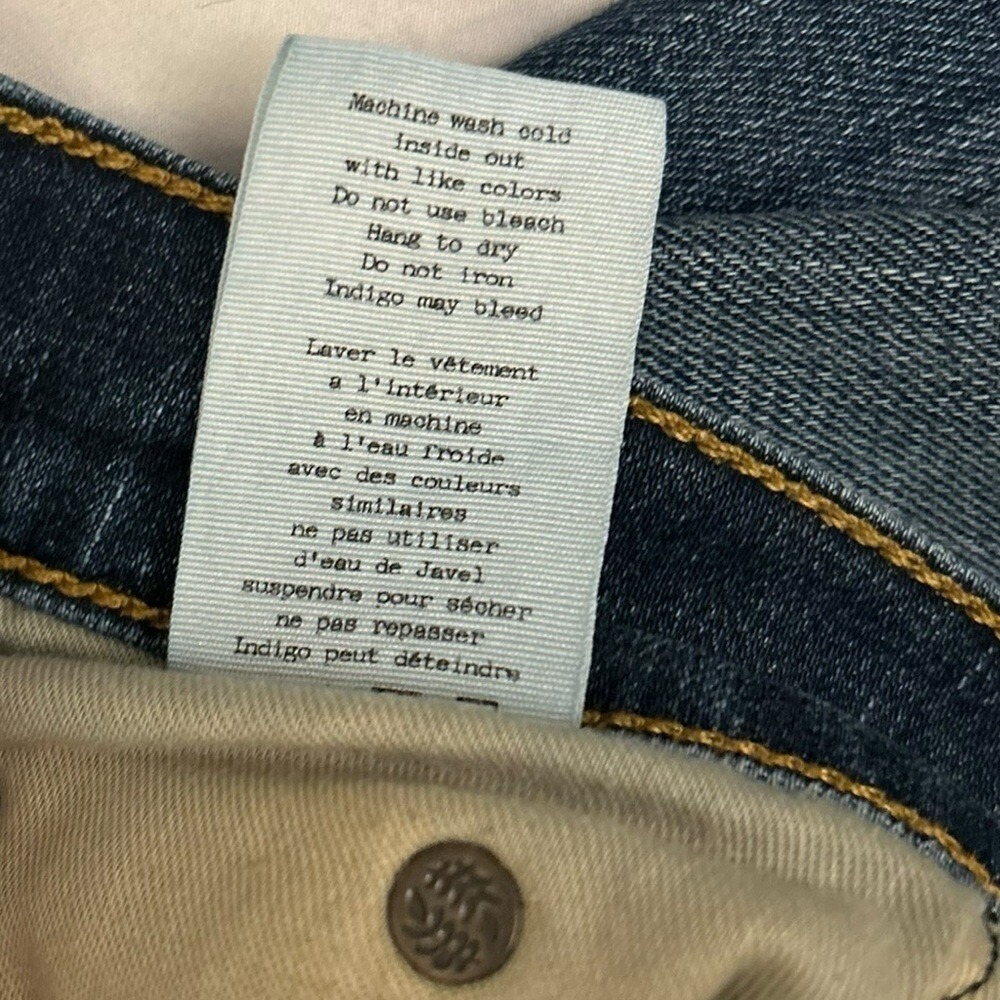 Machine wash cold
inside out
with like colors
Do not use bleach
Hang to dry
Do not iron
Indigo may bleed
Laver le vêtement
a l'intérieur
en machine
à l'eau froide
avec des couleurs
similaires
ne pas utiliser
d'eau de Javel
suspendre pour sécher
ne pas repasser
Indigo peut déteindre